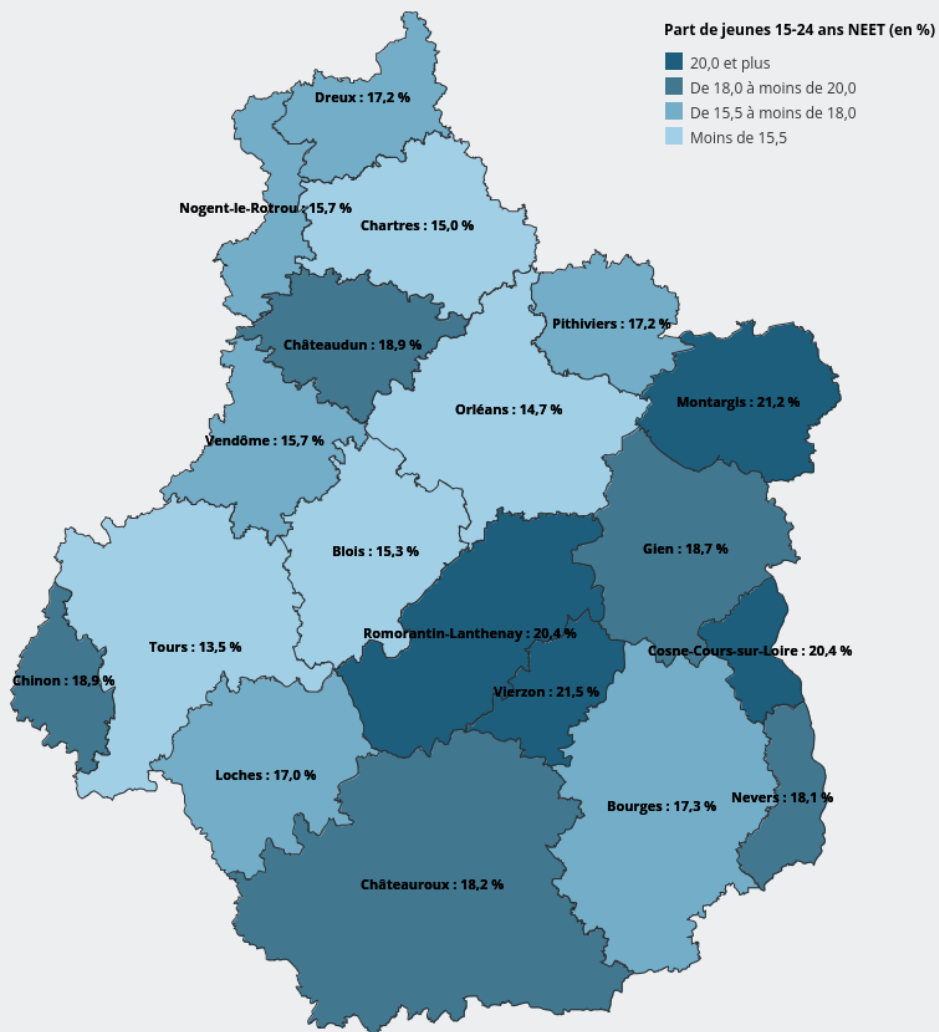 Part de jeunes 15-24 ans NEET (en %)
20,0 et plus
De 18,0 à moins de 20,0
De 15,5 à moins de 18,0
Moins de 15,5
Dreux : 17,2 %
Nogent-le-Rotrou : 15,7 %
Chartres : 15,0 %
Pithiviers : 17,2 %
Châteaudun : 18,9 %
Montargis : 21,2 %
Orléans : 14,7 %
Vendôme : 15,7 %
Gien : 18,7 %
Blois : 15,3 %
Romorantin-Lanthenay : 20,4 %
Tours : 13,5 %
Cosne-Cours-sur-Loire : 20,4 %
Chinon : 18,9 %
Vierzon : 21,5 %
Loches : 17,0 %
Nevers : 18,1 %
Bourges : 17,3 %
Châteauroux : 18,2 %